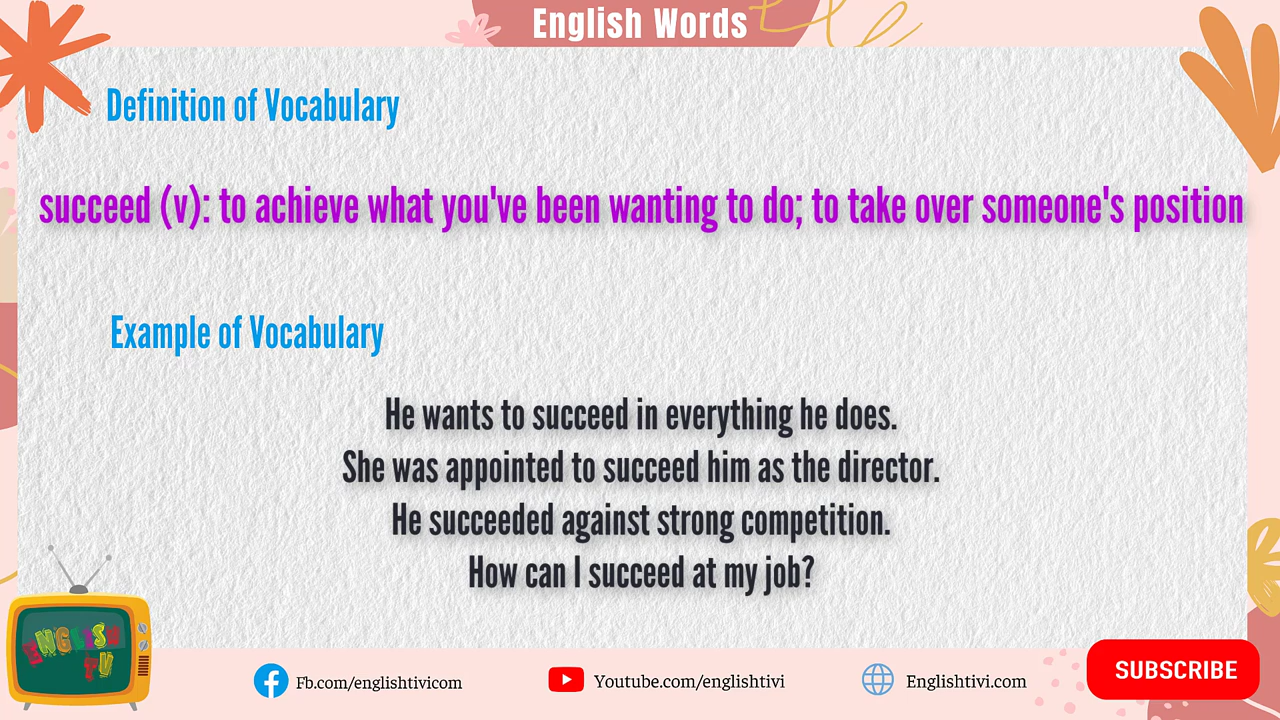 English Words
Definition of Vocabulary
succeed (v): to achieve what you've been wanting to do; to take over someone's position
Example of Vocabulary
He wants to succeed in everything he does.
She was appointed to succeed him as the director.
He succeeded against strong competition.
How can I succeed at my job?
ENGLISH
TV
Fb.com/englishtivicom
Youtube.com/englishtivi
Englishtivi.com
SUBSCRIBE